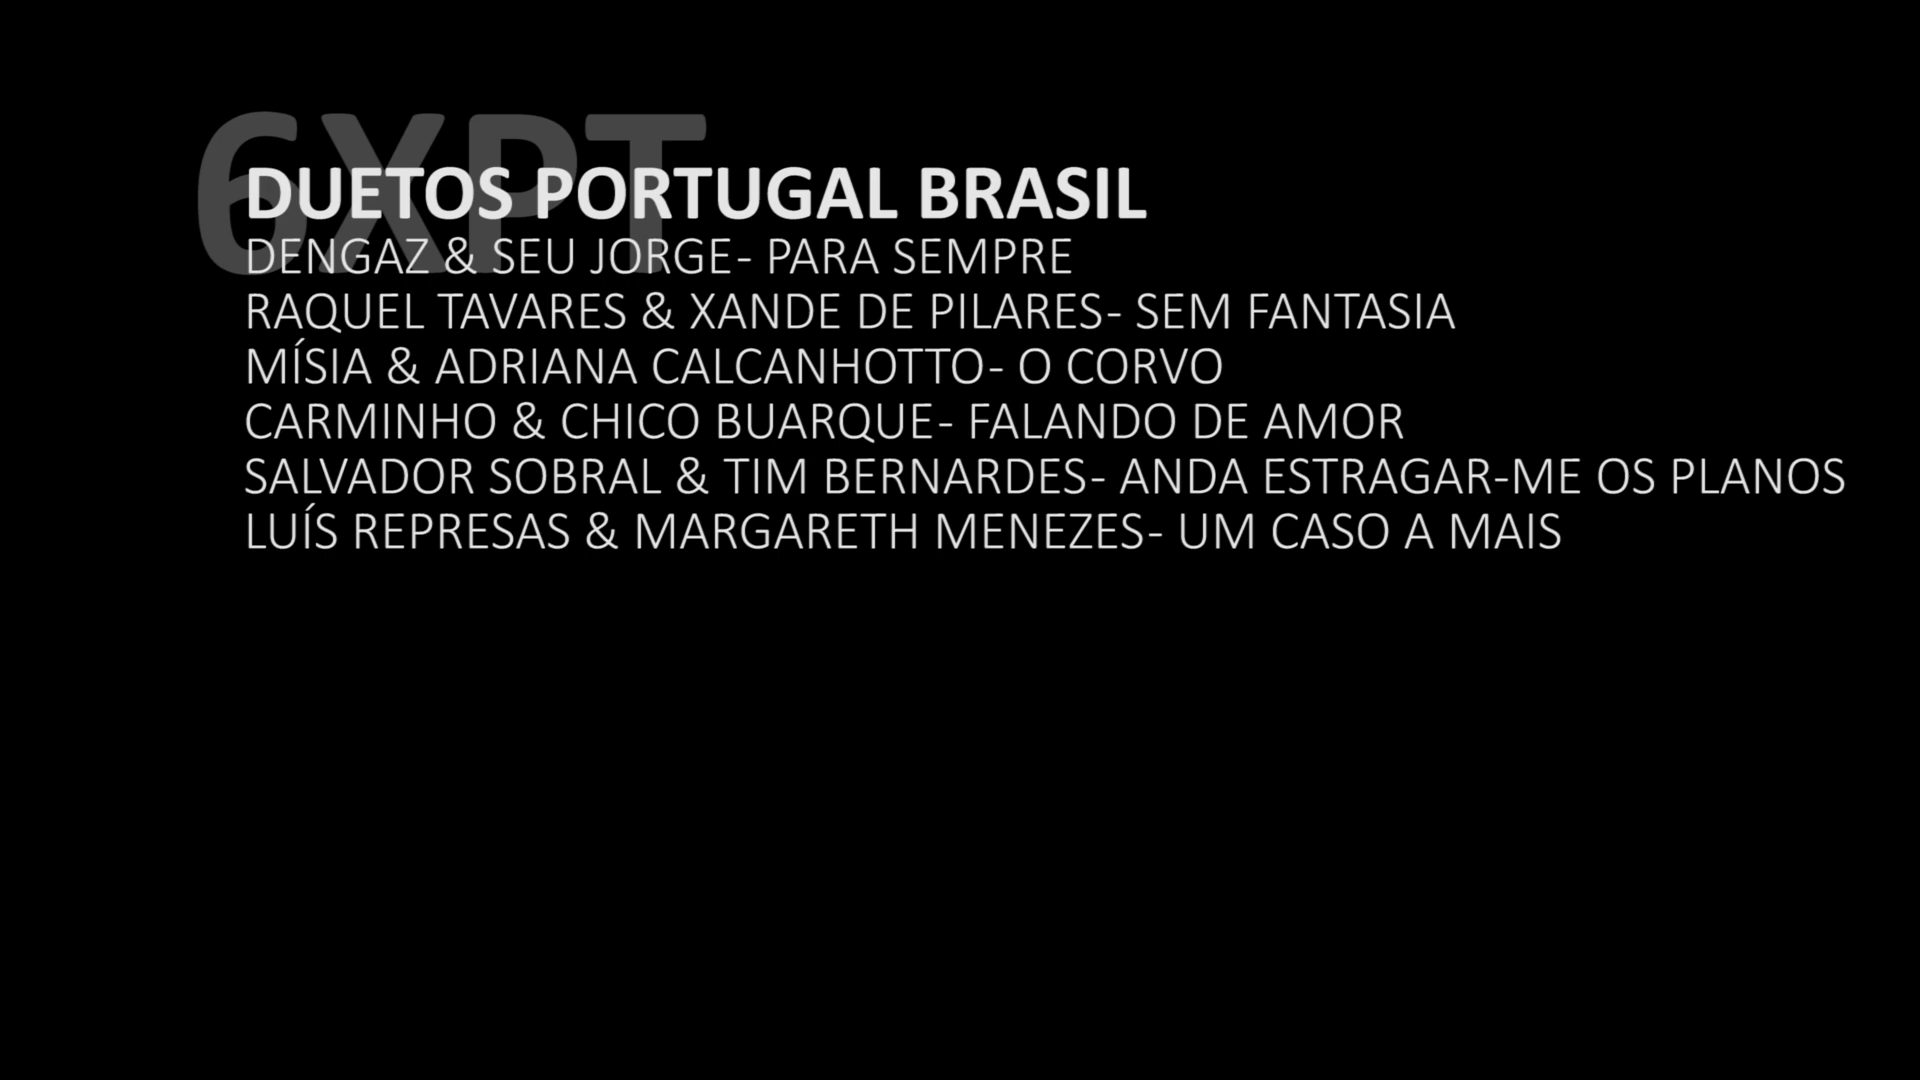 6XPT
DUETOS PORTUGAL BRASIL
DENGAZ & SEU JORGE- PARA SEMPRE
RAQUEL TAVARES & XANDE DE PILARES- SEM FANTASIA
MÍSIA & ADRIANA CALCANHOTTO- O CORVO
CARMINHO & CHICO BUARQUE- FALANDO DE AMOR
SALVADOR SOBRAL & TIM BERNARDES- ANDA ESTRAGAR-ME OS PLANOS
LUÍS REPRESAS & MARGARETH MENEZES- UM CASO A MAIS